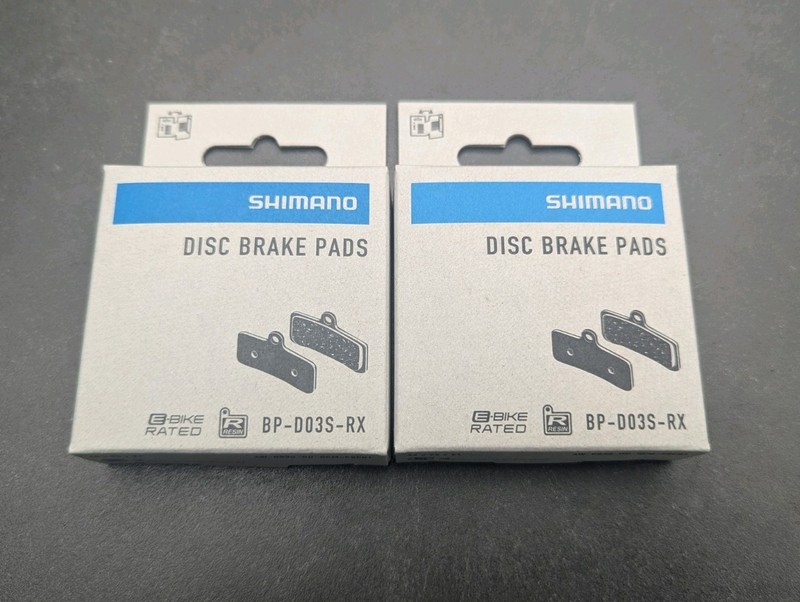 SHIMANO
DISC BRAKE PADS
E-BIKE
RATED
R
RESIN
BP-D03S-RX
SHIMANO
DISC BRAKE PADS
E-BIKE
RATED
R
RESIN
BP-D03S-RX